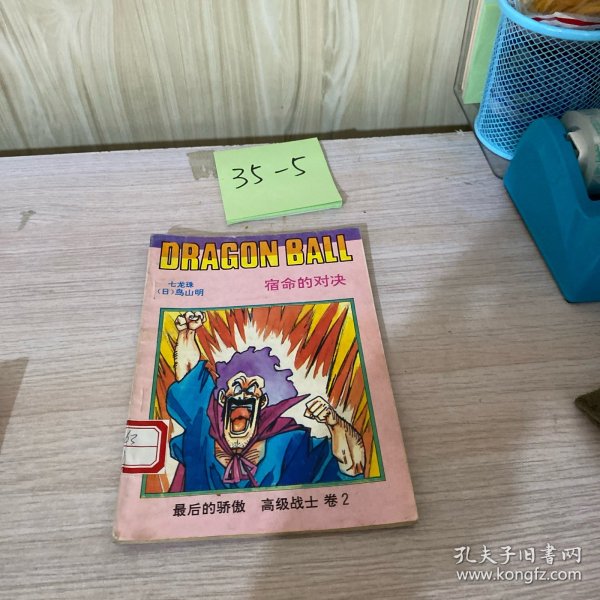 35-5
DRAGON BALL
七龙珠
(日)鸟山明
宿命的对决
最后的骄傲 高级战士 卷2
孔夫子旧书网
www.kongfz.com